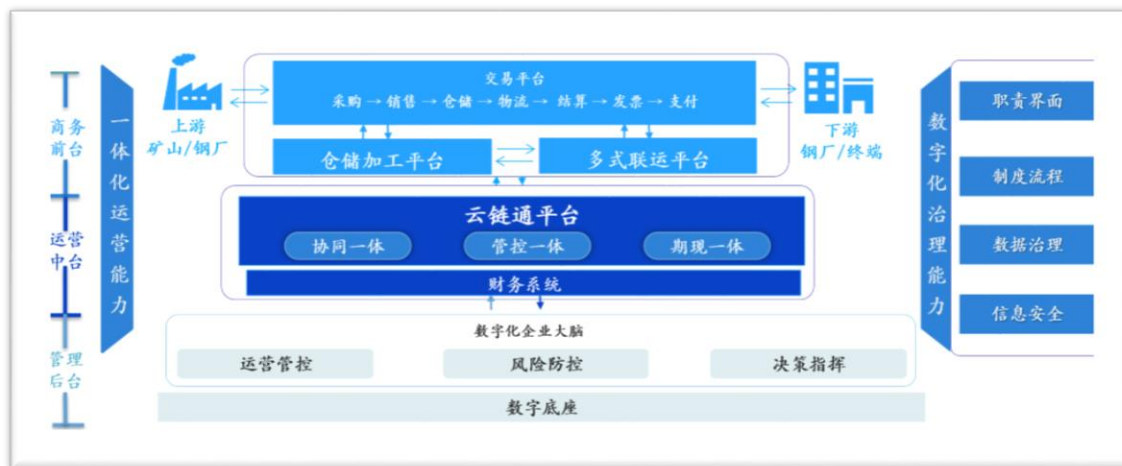 商务
前台
运营
中台
管理
后台
一体化运营能力
上游
矿山/钢厂
交易平台
采购→销售→仓储→物流→结算→发票→支付
仓储加工平台
多式联运平台
下游
钢厂/终端
云链通平台
协同一体
管控一体
期现一体
财务系统
数字化企业大脑
运营管控
风险防控
决策指挥
数字底座
数字化治理能力
职责界面
制度流程
数据治理
信息安全